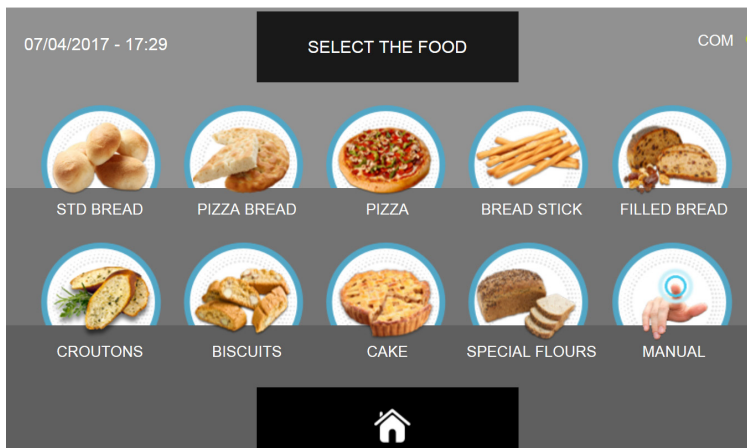 07/04/2017 - 17:29
SELECT THE FOOD
COM
STD BREAD
PIZZA BREAD
PIZZA
BREAD STICK
FILLED BREAD
CROUTONS
BISCUITS
CAKE
SPECIAL FLOURS
MANUAL